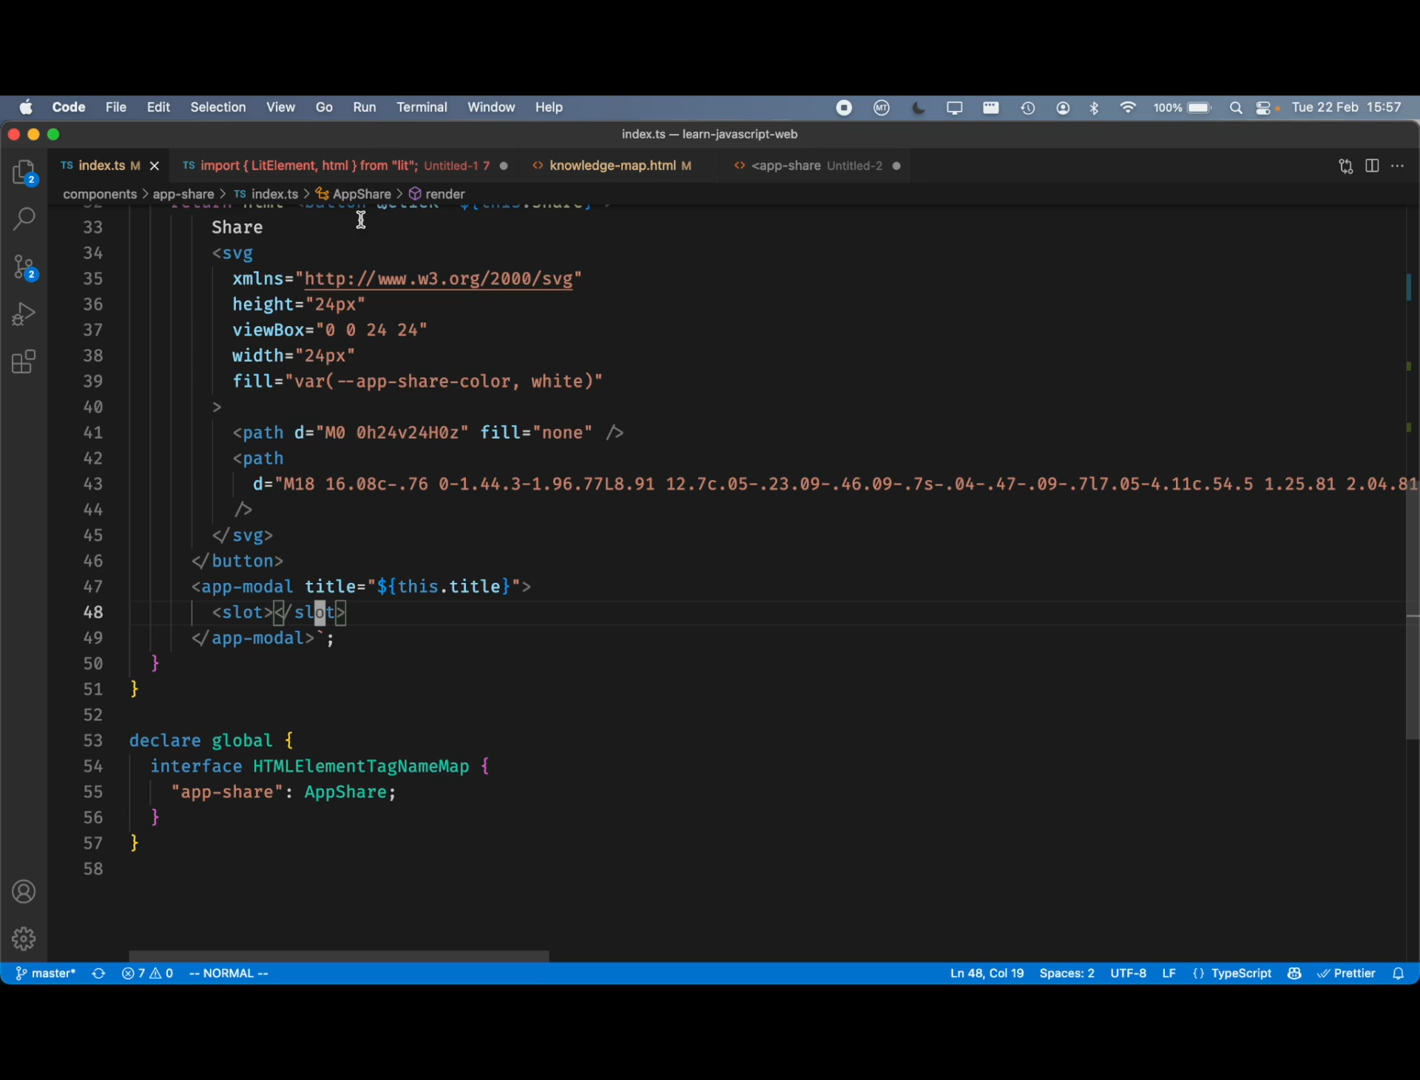 Code File Edit Selection View Go Run Terminal Window Help MT 100% Tue 22 Feb 15:57
index.ts — learn-javascript-web
TS index.ts M TS import { LitElement, html } from "lit"; Untitled-1 7 knowledge-map.html M <app-share Untitled-2
components > app-share > TS index.ts > AppShare > render
33 Share
34 <svg
35 xmlns="http://www.w3.org/2000/svg"
36 height="24px"
37 viewBox="0 0 24 24"
38 width="24px"
39 fill="var(--app-share-color, white)"
40 >
41 <path d="M0 0h24v24H0z" fill="none" />
42 <path
43 d="M18 16.08c-.76 0-1.44.3-1.96.77L8.91 12.7c.05-.23.09-.46.09-.7s-.04-.47-.09-.7l7.05-4.11c.54.5 1.25.81 2.04.81
44 />
45 </svg>
46 </button>
47 <app-modal title="${this.title}">
48 <slot></slot>
49 </app-modal>`;
50 }
51 }
52
53 declare global {
54 interface HTMLElementTagNameMap {
55 "app-share": AppShare;
56 }
57 }
58
2
2
master* 7 0 -- NORMAL -- Ln 48, Col 19 Spaces: 2 UTF-8 LF {} TypeScript Prettier